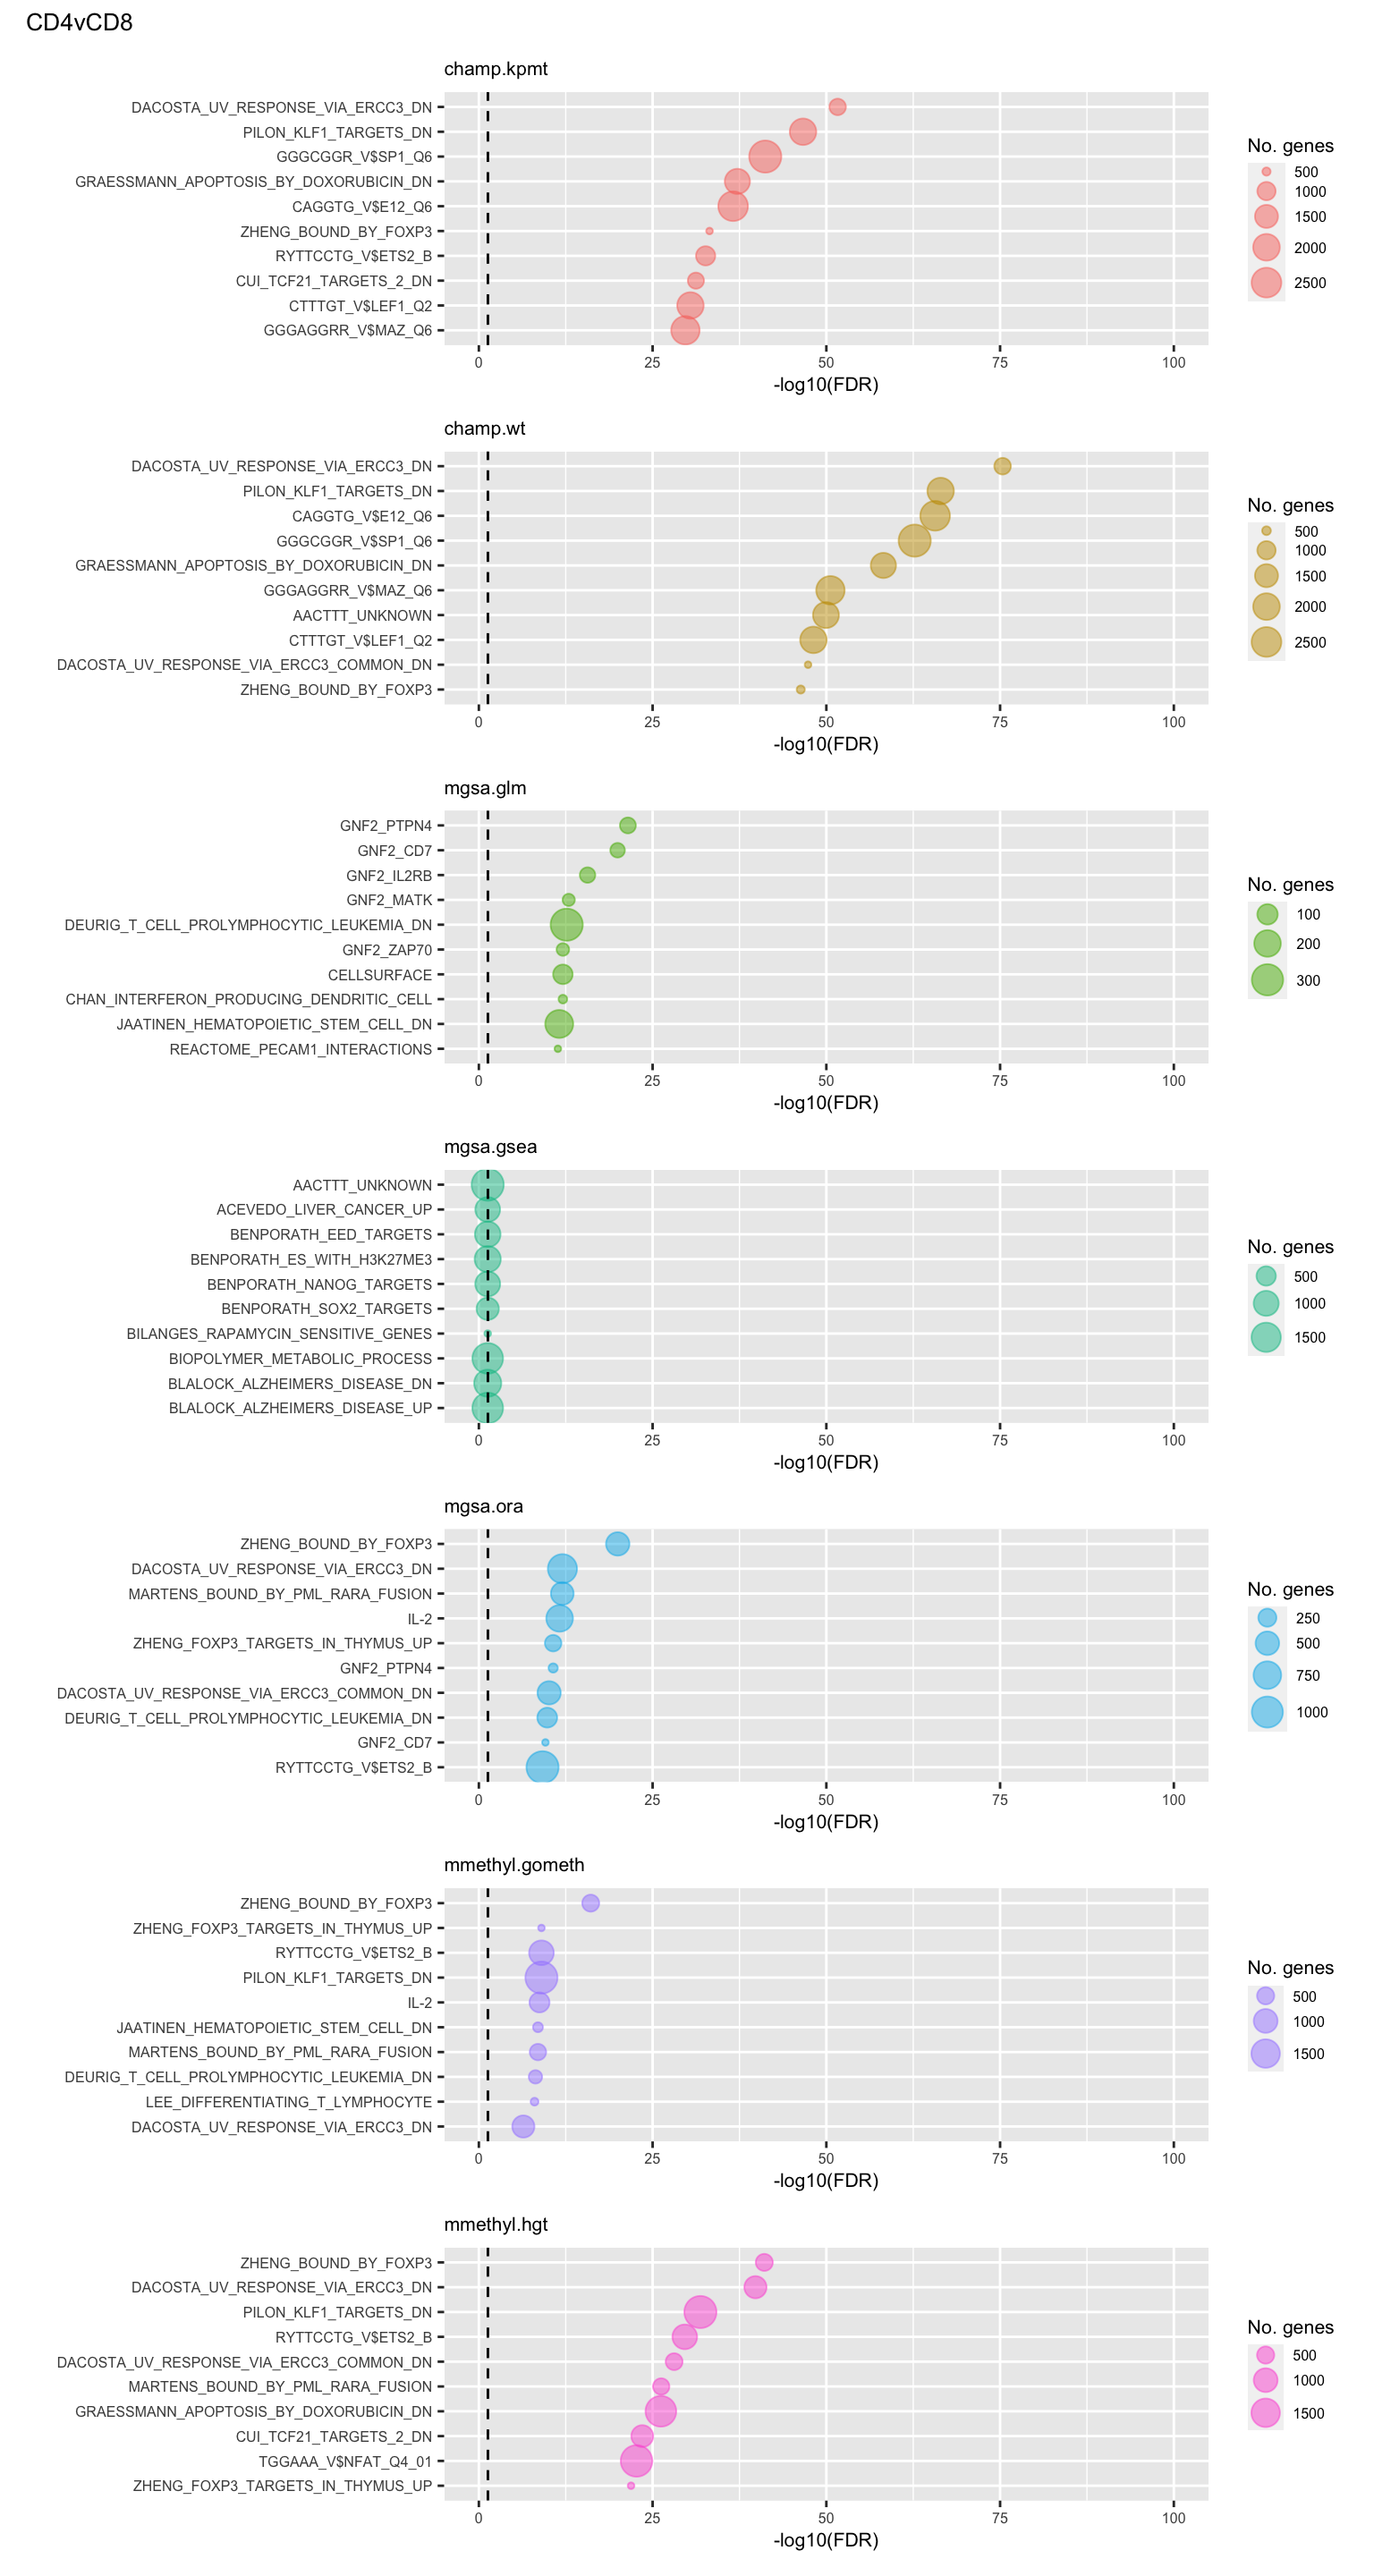 CD4vCD8
champ.kpmt
DACOSTA_UV_RESPONSE_VIA_ERCC3_DN
PILON_KLF1_TARGETS_DN
GGGCGGR_V$SP1_Q6
GRAESSMANN_APOPTOSIS_BY_DOXORUBICIN_DN
CAGGTG_V$E12_Q6
ZHENG_BOUND_BY_FOXP3
RYTTCCTG_V$ETS2_B
CUI_TCF21_TARGETS_2_DN
CTTTGT_V$LEF1_Q2
GGGAGGRR_V$MAZ_Q6
0 25 50 75 100
-log10(FDR)
No. genes
500
1000
1500
2000
2500
champ.wt
DACOSTA_UV_RESPONSE_VIA_ERCC3_DN
PILON_KLF1_TARGETS_DN
CAGGTG_V$E12_Q6
GGGCGGR_V$SP1_Q6
GRAESSMANN_APOPTOSIS_BY_DOXORUBICIN_DN
GGGAGGRR_V$MAZ_Q6
AACTTT_UNKNOWN
CTTTGT_V$LEF1_Q2
DACOSTA_UV_RESPONSE_VIA_ERCC3_COMMON_DN
ZHENG_BOUND_BY_FOXP3
0 25 50 75 100
-log10(FDR)
No. genes
500
1000
1500
2000
2500
mgsa.glm
GNF2_PTPN4
GNF2_CD7
GNF2_IL2RB
GNF2_MATK
DEURIG_T_CELL_PROLYMPHOCYTIC_LEUKEMIA_DN
GNF2_ZAP70
CELLSURFACE
CHAN_INTERFERON_PRODUCING_DENDRITIC_CELL
JAATINEN_HEMATOPOIETIC_STEM_CELL_DN
REACTOME_PECAM1_INTERACTIONS
0 25 50 75 100
-log10(FDR)
No. genes
100
200
300
mgsa.gsea
AACTTT_UNKNOWN
ACEVEDO_LIVER_CANCER_UP
BENPORATH_EED_TARGETS
BENPORATH_ES_WITH_H3K27ME3
BENPORATH_NANOG_TARGETS
BENPORATH_SOX2_TARGETS
BILANGES_RAPAMYCIN_SENSITIVE_GENES
BIOPOLYMER_METABOLIC_PROCESS
BLALOCK_ALZHEIMERS_DISEASE_DN
BLALOCK_ALZHEIMERS_DISEASE_UP
0 25 50 75 100
-log10(FDR)
No. genes
500
1000
1500
mgsa.ora
ZHENG_BOUND_BY_FOXP3
DACOSTA_UV_RESPONSE_VIA_ERCC3_DN
MARTENS_BOUND_BY_PML_RARA_FUSION
IL-2
ZHENG_FOXP3_TARGETS_IN_THYMUS_UP
GNF2_PTPN4
DACOSTA_UV_RESPONSE_VIA_ERCC3_COMMON_DN
DEURIG_T_CELL_PROLYMPHOCYTIC_LEUKEMIA_DN
GNF2_CD7
RYTTCCTG_V$ETS2_B
0 25 50 75 100
-log10(FDR)
No. genes
250
500
750
1000
mmethyl.gometh
ZHENG_BOUND_BY_FOXP3
ZHENG_FOXP3_TARGETS_IN_THYMUS_UP
RYTTCCTG_V$ETS2_B
PILON_KLF1_TARGETS_DN
IL-2
JAATINEN_HEMATOPOIETIC_STEM_CELL_DN
MARTENS_BOUND_BY_PML_RARA_FUSION
DEURIG_T_CELL_PROLYMPHOCYTIC_LEUKEMIA_DN
LEE_DIFFERENTIATING_T_LYMPHOCYTE
DACOSTA_UV_RESPONSE_VIA_ERCC3_DN
0 25 50 75 100
-log10(FDR)
No. genes
500
1000
1500
mmethyl.hgt
ZHENG_BOUND_BY_FOXP3
DACOSTA_UV_RESPONSE_VIA_ERCC3_DN
PILON_KLF1_TARGETS_DN
RYTTCCTG_V$ETS2_B
DACOSTA_UV_RESPONSE_VIA_ERCC3_COMMON_DN
MARTENS_BOUND_BY_PML_RARA_FUSION
GRAESSMANN_APOPTOSIS_BY_DOXORUBICIN_DN
CUI_TCF21_TARGETS_2_DN
TGGAAA_V$NFAT_Q4_01
ZHENG_FOXP3_TARGETS_IN_THYMUS_UP
0 25 50 75 100
-log10(FDR)
No. genes
500
1000
1500